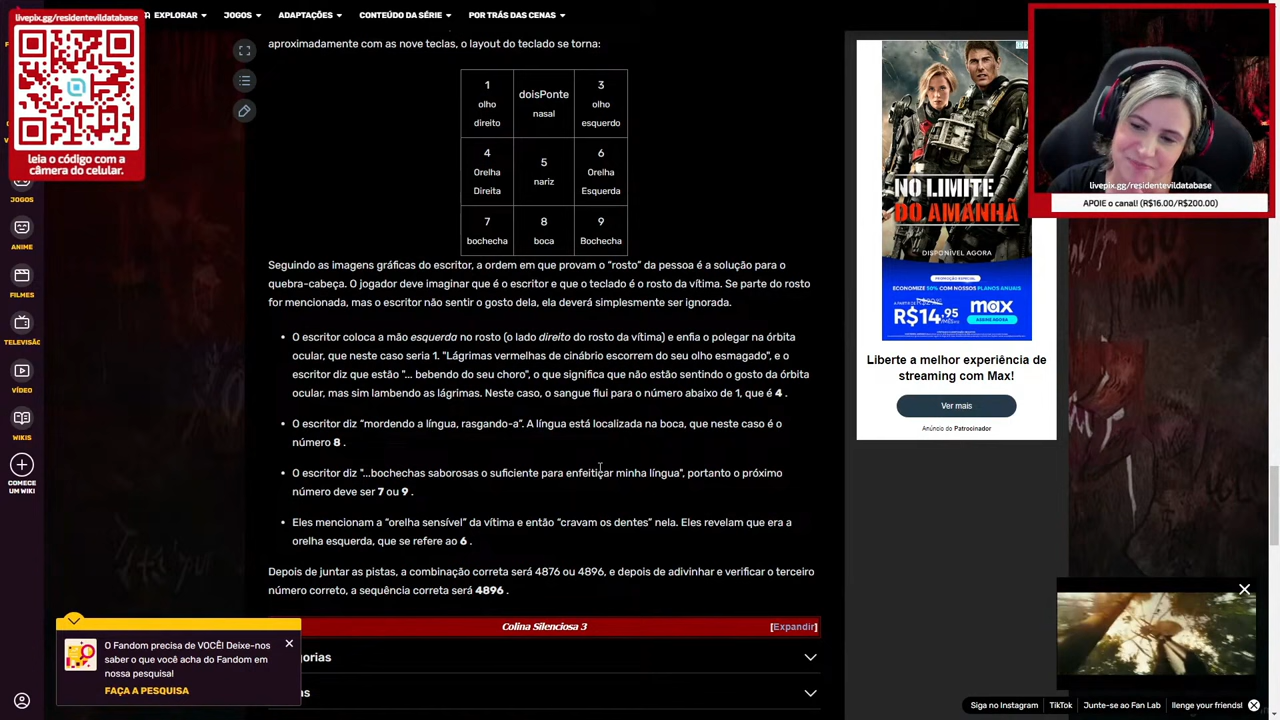 livepix.gg/residentevildatabase
leia o código com a
câmera do celular.
EXPLORAR
JOGOS
ADAPTAÇÕES
CONTEÚDO DA SÉRIE
POR TRÁS DAS CENAS
aproximadamente com as nove teclas, o layout do teclado se torna:
1
olho
direito
doisPonte
nasal
3
olho
esquerdo
4
Orelha
Direita
5
nariz
6
Orelha
Esquerda
7
bochecha
8
boca
9
Bochecha
Seguindo as imagens gráficas do escritor, a ordem em que provam o “rosto” da pessoa é a solução para o
quebra-cabeça. O jogador deve imaginar que é o escritor e que o teclado é o rosto da vítima. Se parte do rosto
for mencionada, mas o escritor não sentir o gosto dela, ela deverá simplesmente ser ignorada.
O escritor coloca a mão esquerda no rosto (o lado direito do rosto da vítima) e enfia o polegar na órbita
ocular, que neste caso seria 1. "Lágrimas vermelhas de cinábrio escorrem do seu olho esmagado", e o
escritor diz que estão "... bebendo do seu choro", o que significa que não estão sentindo o gosto da órbita
ocular, mas sim lambendo as lágrimas. Neste caso, o sangue flui para o número abaixo de 1, que é 4 .
O escritor diz “mordendo a língua, rasgando-a”. A língua está localizada na boca, que neste caso é o
número 8 .
O escritor diz "...bochechas saborosas o suficiente para enfeitiçar minha língua", portanto o próximo
número deve ser 7 ou 9 .
Eles mencionam a “orelha sensível” da vítima e então “cravam os dentes” nela. Eles revelam que era a
orelha esquerda, que se refere ao 6 .
Depois de juntar as pistas, a combinação correta será 4876 ou 4896, e depois de adivinhar e verificar o terceiro
número correto, a sequência correta será 4896 .
Colina Silenciosa 3
[Expandir]
JOGOS
ANIME
FILMES
TELEVISÃO
VÍDEO
WIKIS
COMECE
UM WIKI
O Fandom precisa de VOCÊ! Deixe-nos
saber o que você acha do Fandom em
nossa pesquisa!
FAÇA A PESQUISA
NO LIMITE
DO AMANHÃ
DISPONÍVEL AGORA
ECONOMIZE 50% COM NOSSOS PLANOS ANUAIS
R$14,95
max
Liberte a melhor experiência de
streaming com Max!
Ver mais
Anúncio do Patrocinador
livepix.gg/residentevildatabase
APOIE o canal! (R$16.00/R$200.00)
Siga no Instagram
TikTok
Junte-se ao Fan Lab
llenge your friends!